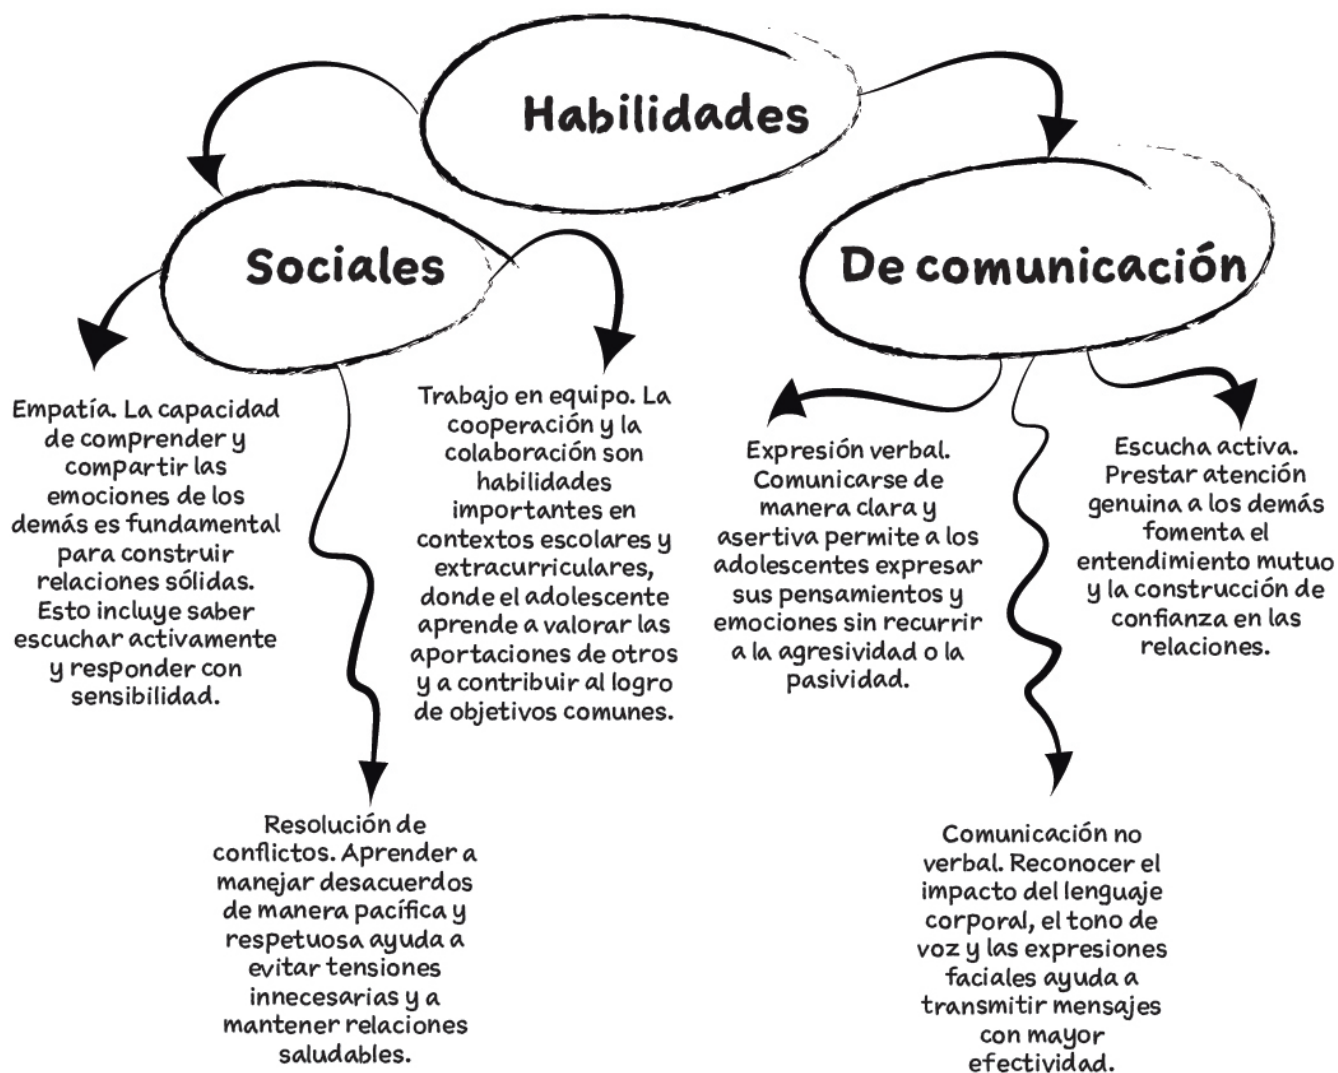 Habilidades
Sociales
De comunicación
Empatía. La capacidad
de comprender y
compartir las
emociones de los
demás es fundamental
para construir
relaciones sólidas.
Esto incluye saber
escuchar activamente
y responder con
sensibilidad.
Trabajo en equipo. La
cooperación y la
colaboración son
habilidades
importantes en
contextos escolares y
extracurriculares,
donde el adolescente
aprende a valorar las
aportaciones de otros
y a contribuir al logro
de objetivos comunes.
Resolución de
conflictos. Aprender a
manejar desacuerdos
de manera pacífica y
respetuosa ayuda a
evitar tensiones
innecesarias y a
mantener relaciones
saludables.
Expresión verbal.
Comunicarse de
manera clara y
asertiva permite a los
adolescentes expresar
sus pensamientos y
emociones sin recurrir
a la agresividad o la
pasividad.
Escucha activa.
Prestar atención
genuina a los demás
fomenta el
entendimiento mutuo
y la construcción de
confianza en las
relaciones.
Comunicación no
verbal. Reconocer el
impacto del lenguaje
corporal, el tono de
voz y las expresiones
faciales ayuda a
transmitir mensajes
con mayor
efectividad.